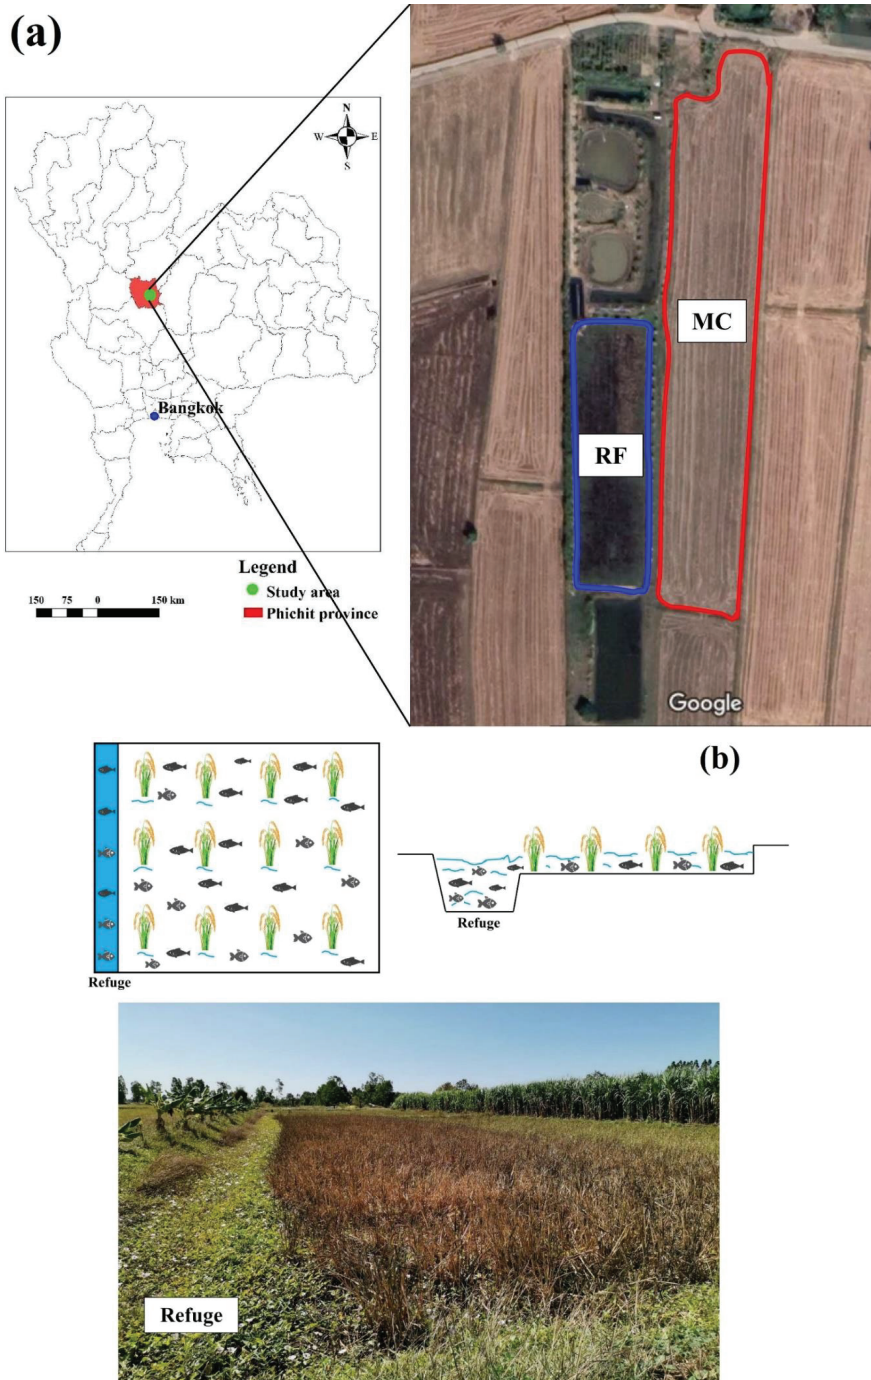 (a)
N
W E
S
Bangkok
Legend
Study area
Phichit province
150 75 0 150 km
MC
RF
Google
(b)
Refuge
Refuge
Refuge